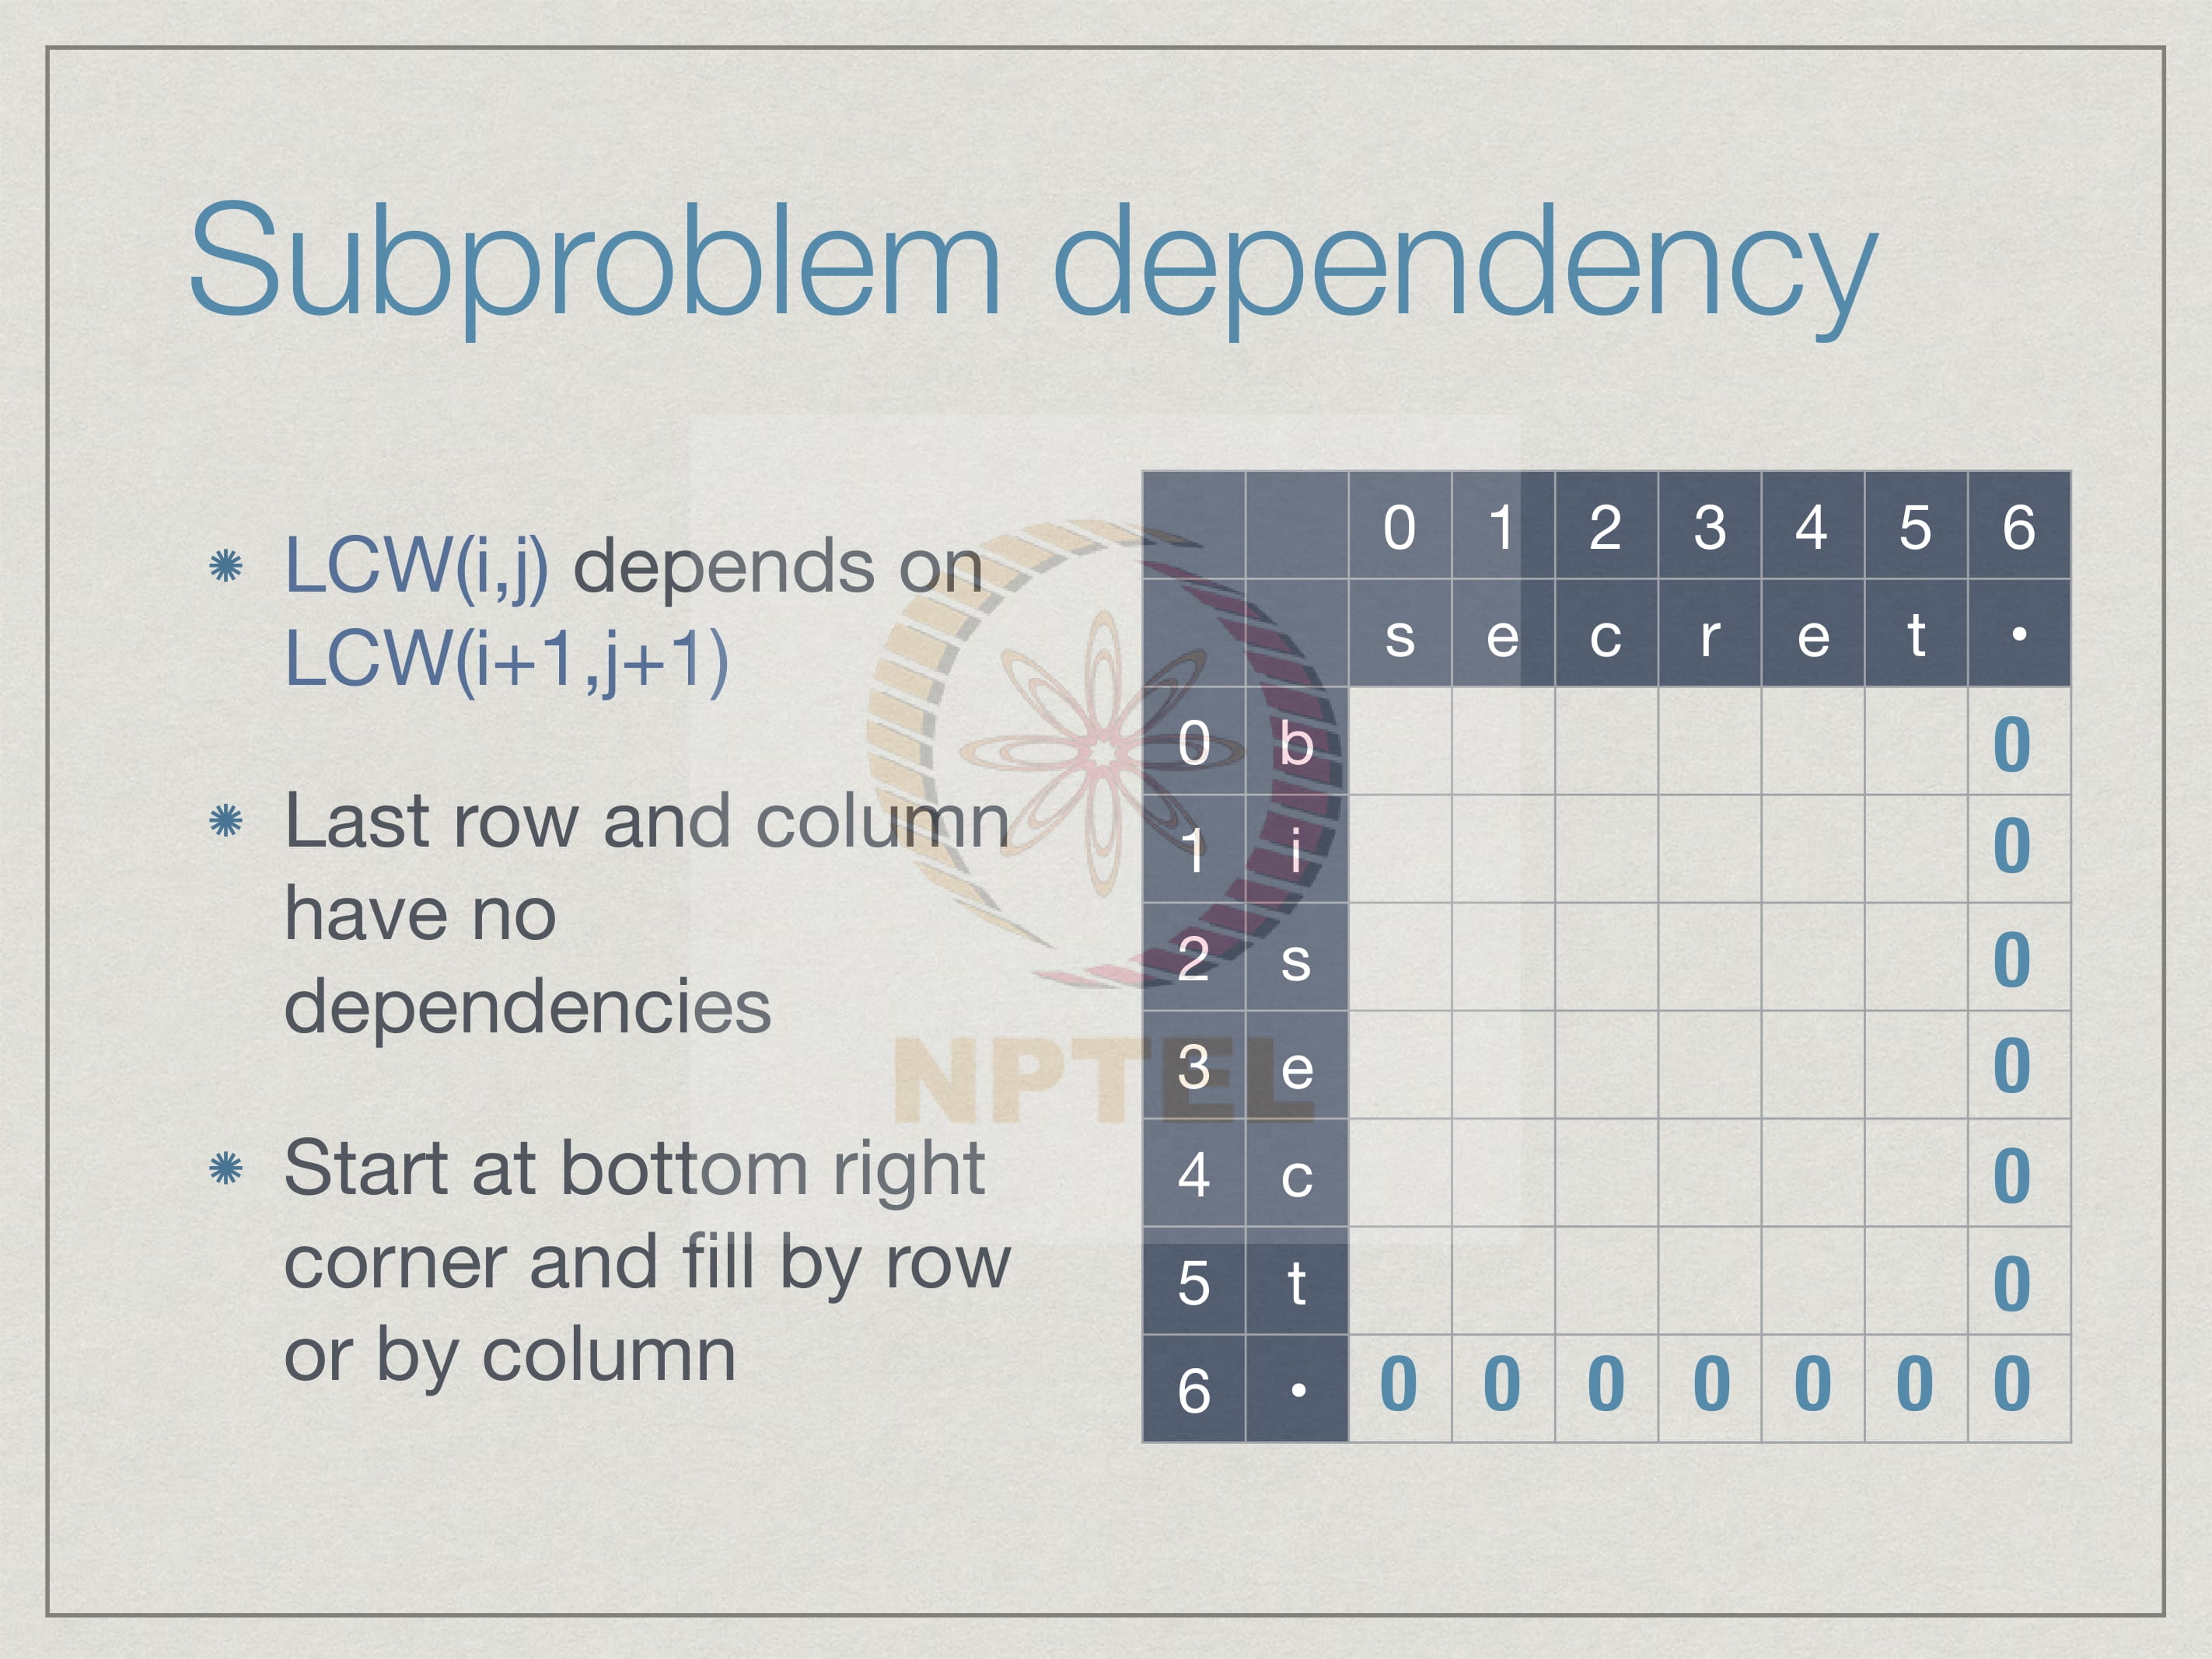 Subproblem dependency
LCW(i,j) depends on
LCW(i+1,j+1)
Last row and column
have no
dependencies
Start at bottom right
corner and fill by row
or by column
0 1 2 3 4 5 6
s e c r e t •
0 b 0
1 i 0
2 s 0
3 e 0
4 c 0
5 t 0
6 • 0 0 0 0 0 0 0
NPTEL